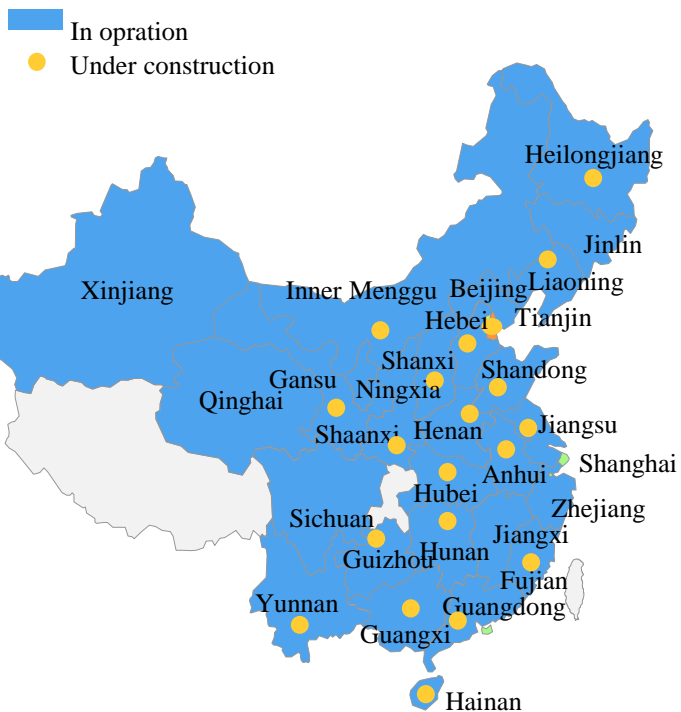 In opration
Under construction
Heilongjiang
Jinlin
Liaoning
Beijing
Inner Menggu
Xinjiang
Tianjin
Hebei
Shanxi
Shandong
Gansu
Ningxia
Qinghai
Jiangsu
Henan
Shaanxi
Shanghai
Anhui
Hubei
Zhejiang
Sichuan
Jiangxi
Hunan
Guizhou
Fujian
Yunnan
Guangdong
Guangxi
Hainan